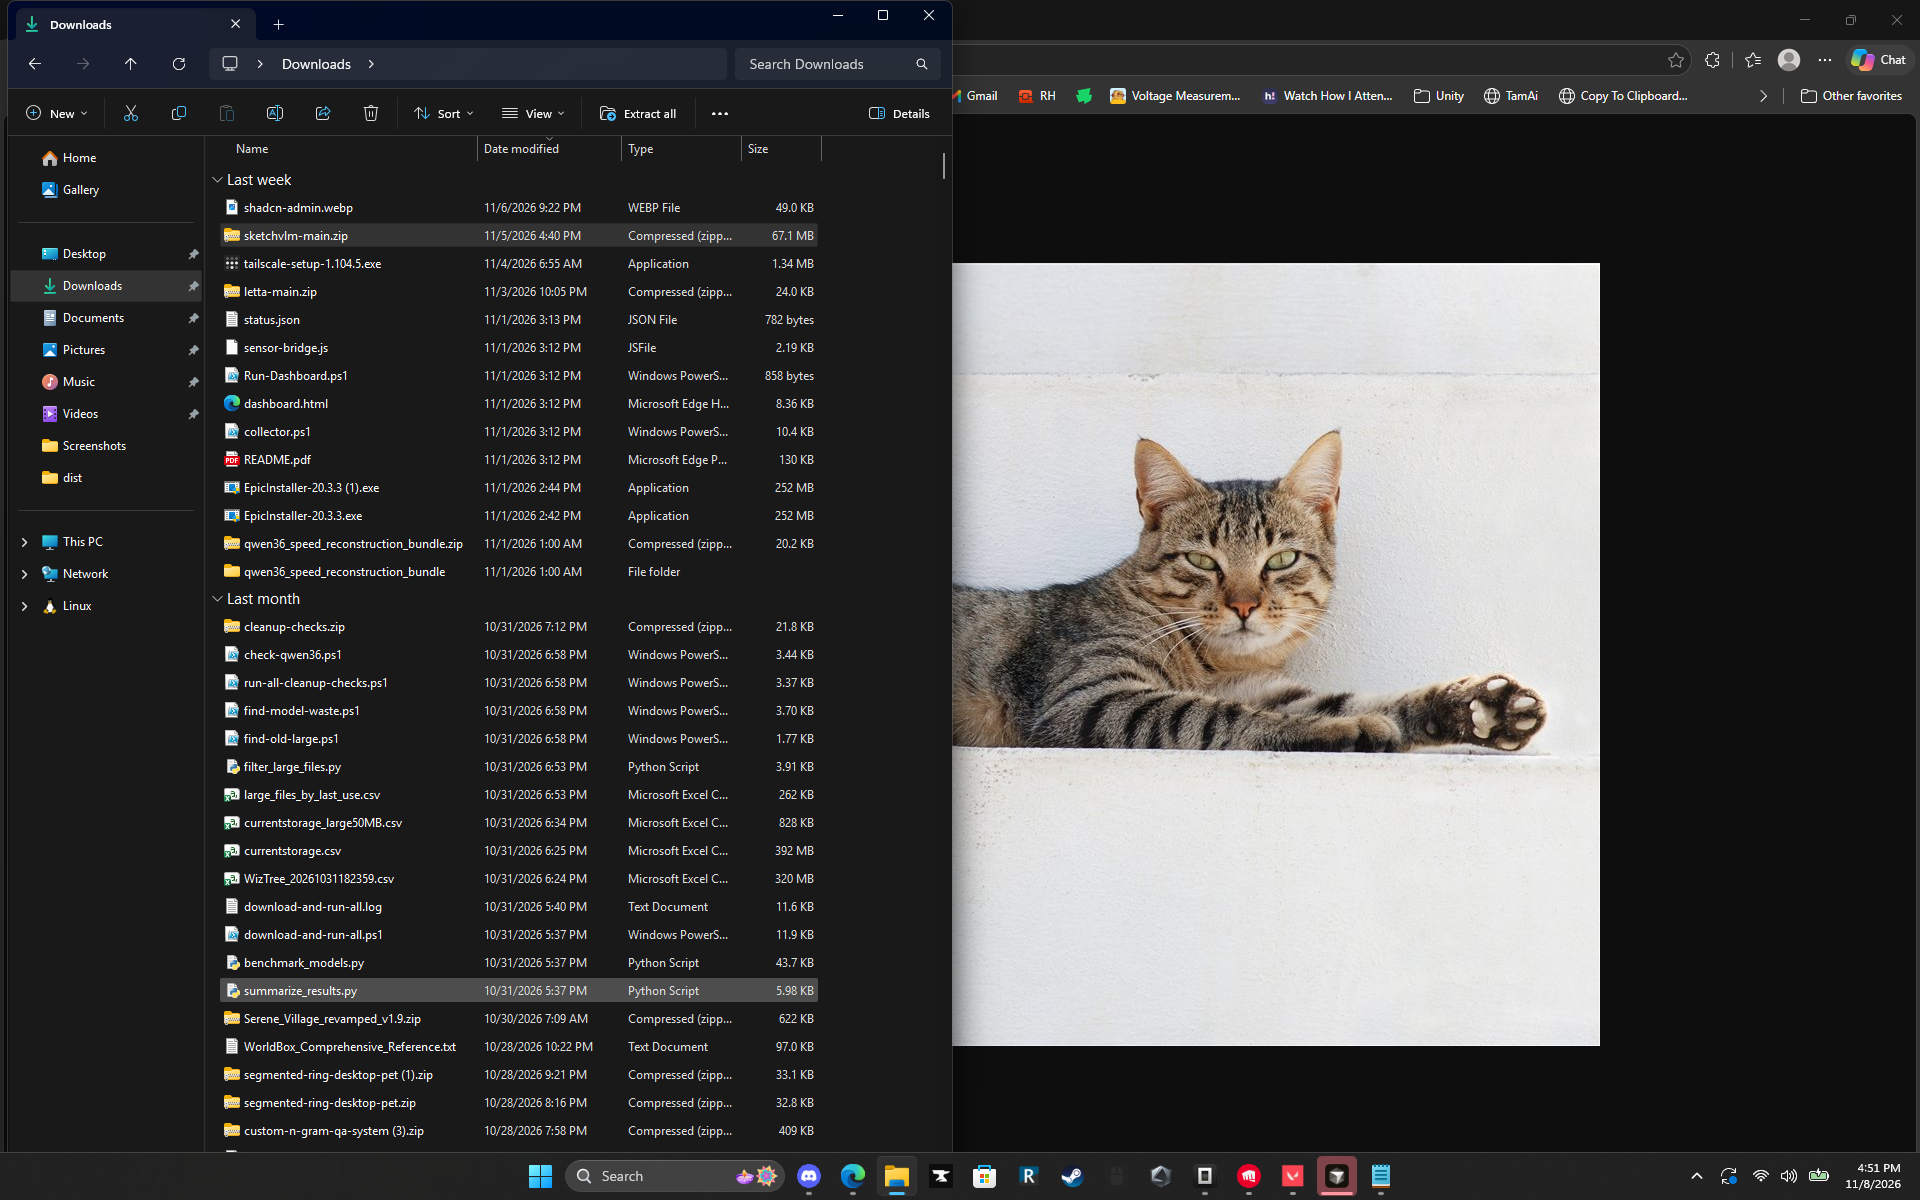 Downloads
Downloads
Search Downloads
Chat
New
Sort
View
Extract all
Details
Gmail
RH
Voltage Measurem...
Watch How I Atten...
Unity
TamAi
Copy To Clipboard...
Other favorites
Home
Gallery
Desktop
Downloads
Documents
Pictures
Music
Videos
Screenshots
dist
This PC
Network
Linux
Name Date modified Type Size
Last week
shadcn-admin.webp 11/6/2026 9:22 PM WEBP File 49.0 KB
sketchvlm-main.zip 11/5/2026 4:40 PM Compressed (zipp... 67.1 MB
tailscale-setup-1.104.5.exe 11/4/2026 6:55 AM Application 1.34 MB
letta-main.zip 11/3/2026 10:05 PM Compressed (zipp... 24.0 KB
status.json 11/1/2026 3:13 PM JSON File 782 bytes
sensor-bridge.js 11/1/2026 3:12 PM JSFile 2.19 KB
Run-Dashboard.ps1 11/1/2026 3:12 PM Windows PowerS... 858 bytes
dashboard.html 11/1/2026 3:12 PM Microsoft Edge H... 8.36 KB
collector.ps1 11/1/2026 3:12 PM Windows PowerS... 10.4 KB
README.pdf 11/1/2026 3:12 PM Microsoft Edge P... 130 KB
EpicInstaller-20.3.3 (1).exe 11/1/2026 2:44 PM Application 252 MB
EpicInstaller-20.3.3.exe 11/1/2026 2:42 PM Application 252 MB
qwen36_speed_reconstruction_bundle.zip 11/1/2026 1:00 AM Compressed (zipp... 20.2 KB
qwen36_speed_reconstruction_bundle 11/1/2026 1:00 AM File folder
Last month
cleanup-checks.zip 10/31/2026 7:12 PM Compressed (zipp... 21.8 KB
check-qwen36.ps1 10/31/2026 6:58 PM Windows PowerS... 3.44 KB
run-all-cleanup-checks.ps1 10/31/2026 6:58 PM Windows PowerS... 3.37 KB
find-model-waste.ps1 10/31/2026 6:58 PM Windows PowerS... 3.70 KB
find-old-large.ps1 10/31/2026 6:58 PM Windows PowerS... 1.77 KB
filter_large_files.py 10/31/2026 6:53 PM Python Script 3.91 KB
large_files_by_last_use.csv 10/31/2026 6:53 PM Microsoft Excel C... 262 KB
currentstorage_large50MB.csv 10/31/2026 6:34 PM Microsoft Excel C... 828 KB
currentstorage.csv 10/31/2026 6:25 PM Microsoft Excel C... 392 MB
WizTree_20261031182359.csv 10/31/2026 6:24 PM Microsoft Excel C... 320 MB
download-and-run-all.log 10/31/2026 5:40 PM Text Document 11.6 KB
download-and-run-all.ps1 10/31/2026 5:37 PM Windows PowerS... 11.9 KB
benchmark_models.py 10/31/2026 5:37 PM Python Script 43.7 KB
summarize_results.py 10/31/2026 5:37 PM Python Script 5.98 KB
Serene_Village_revamped_v1.9.zip 10/30/2026 7:09 AM Compressed (zipp... 622 KB
WorldBox_Comprehensive_Reference.txt 10/28/2026 10:22 PM Text Document 97.0 KB
segmented-ring-desktop-pet (1).zip 10/28/2026 9:21 PM Compressed (zipp... 33.1 KB
segmented-ring-desktop-pet.zip 10/28/2026 8:16 PM Compressed (zipp... 32.8 KB
custom-n-gram-qa-system (3).zip 10/28/2026 7:58 PM Compressed (zipp... 409 KB
Search
4:51 PM
11/8/2026